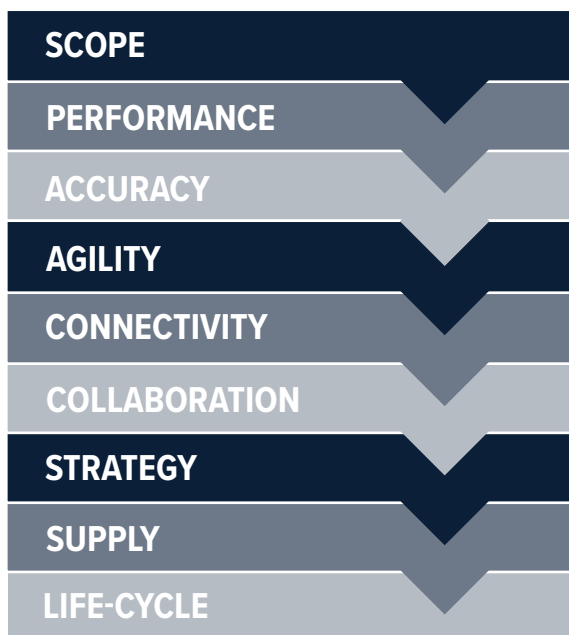 SCOPE
PERFORMANCE
ACCURACY
AGILITY
CONNECTIVITY
COLLABORATION
STRATEGY
SUPPLY
LIFE-CYCLE